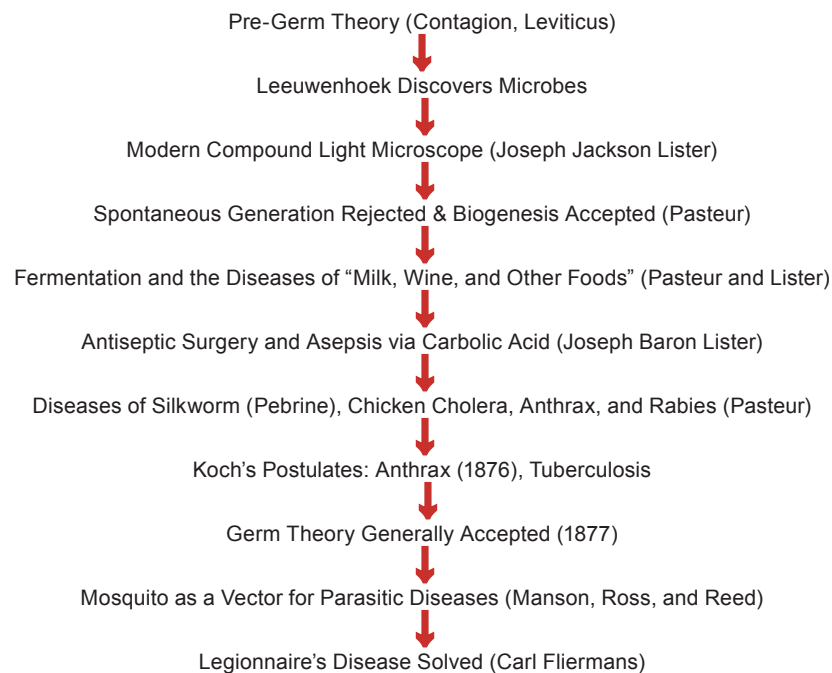 Pre-Germ Theory (Contagion, Leviticus)
Leeuwenhoek Discovers Microbes
Modern Compound Light Microscope (Joseph Jackson Lister)
Spontaneous Generation Rejected & Biogenesis Accepted (Pasteur)
Fermentation and the Diseases of “Milk, Wine, and Other Foods” (Pasteur and Lister)
Antiseptic Surgery and Asepsis via Carbolic Acid (Joseph Baron Lister)
Diseases of Silkworm (Pebrine), Chicken Cholera, Anthrax, and Rabies (Pasteur)
Koch’s Postulates: Anthrax (1876), Tuberculosis
Germ Theory Generally Accepted (1877)
Mosquito as a Vector for Parasitic Diseases (Manson, Ross, and Reed)
Legionnaire’s Disease Solved (Carl Fliermans)